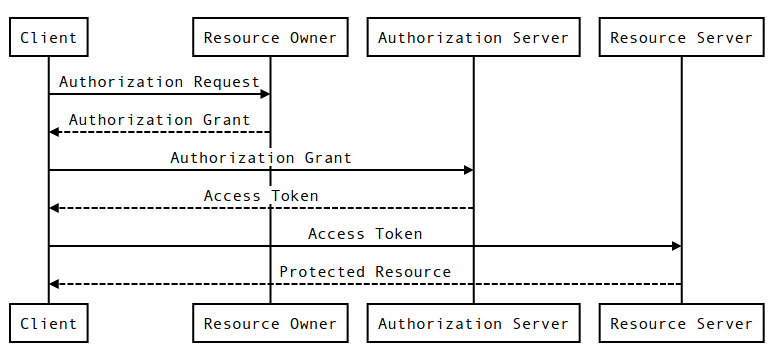 Client
Resource Owner
Authorization Server
Resource Server
Authorization Request
Authorization Grant
Authorization Grant
Access Token
Access Token
Protected Resource
Client
Resource Owner
Authorization Server
Resource Server